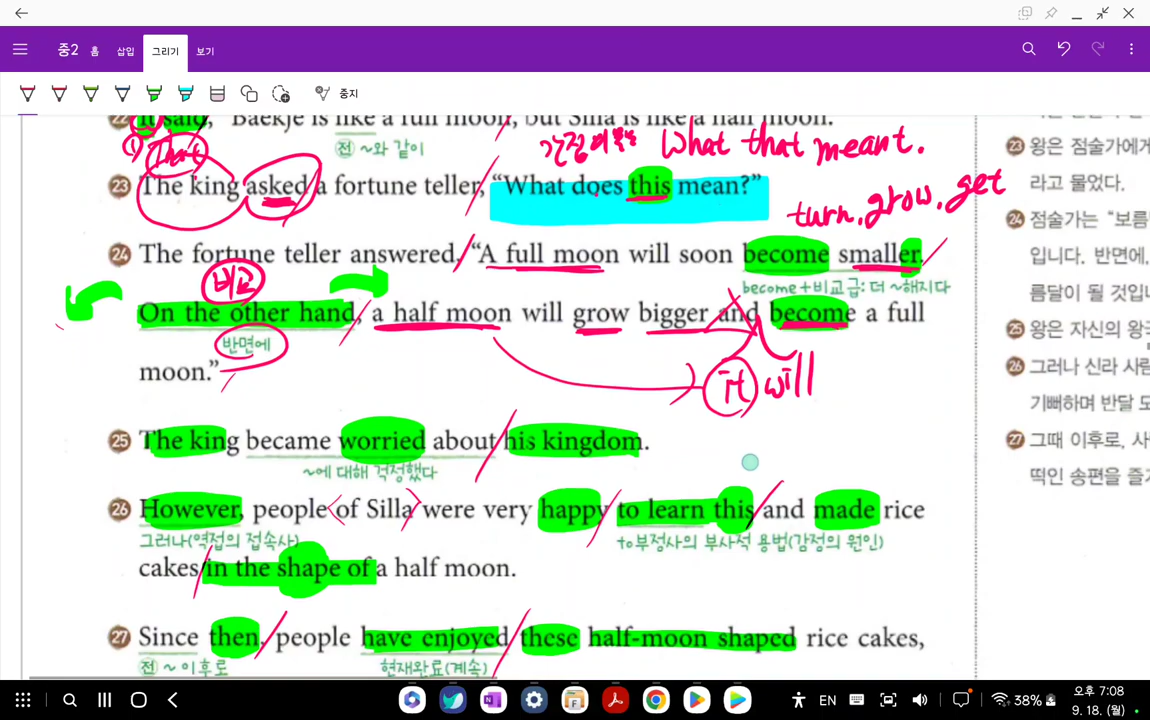 중2 홈 삽입 그리기 보기
중지
22 It said, "Baekje is like a full moon, but Silla is like a half moon."
① That
전 ~와 같이
간접의문문 What that meant.
23 The king asked a fortune teller, "What does this mean?"
turn, grow, get
24 The fortune teller answered, "A full moon will soon become smaller.
비교
become+비교급: 더 ~해지다
On the other hand, a half moon will grow bigger and become a full
반면에
moon."
it will
25 The king became worried about his kingdom.
~에 대해 걱정했다
26 However, people of Silla were very happy to learn this and made rice
그러나(역접의 접속사)
to부정사의 부사적 용법(감정의 원인)
cakes in the shape of a half moon.
27 Since then, people have enjoyed these half-moon shaped rice cakes,
전 ~이후로
현재완료(계속)
23 왕은 점술가에게
라고 물었다.
24 점술가는 "보름
입니다. 반면에,
름달이 될 것입니
25 왕은 자신의 왕국
26 그러나 신라 사람
기뻐하며 반달 모
27 그때 이후로, 사
떡인 송편을 즐기
EN
38%
오후 7:08
9. 18. (월)